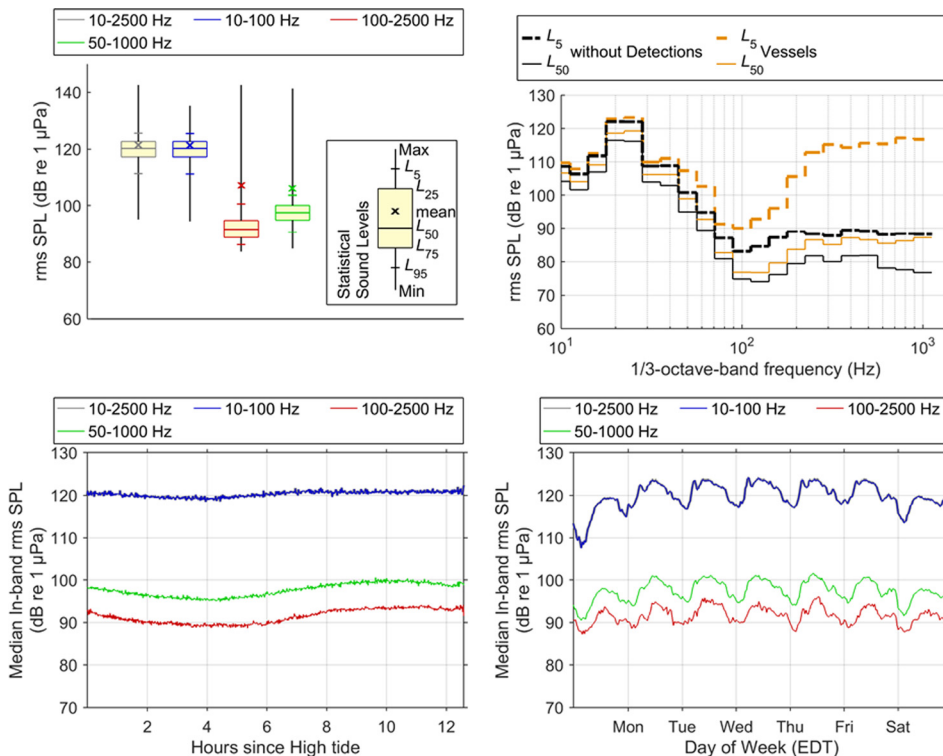 10-2500 Hz 10-100 Hz 100-2500 Hz
50-1000 Hz
rms SPL (dB re 1 µPa)
140
120
100
80
60
Statistical
Sound Levels
Max
L5
L25
mean
L50
L75
L95
Min
L5 without Detections L5 Vessels
L50 L50
rms SPL (dB re 1 µPa)
130
120
110
100
90
80
70
60
10^1 10^2 10^3
1/3-octave-band frequency (Hz)
10-2500 Hz 10-100 Hz 100-2500 Hz
50-1000 Hz
Median In-band rms SPL
(dB re 1 µPa)
130
120
110
100
90
80
70
2 4 6 8 10 12
Hours since High tide
10-2500 Hz 10-100 Hz 100-2500 Hz
50-1000 Hz
Median In-band rms SPL
(dB re 1 µPa)
130
120
110
100
90
80
70
Mon Tue Wed Thu Fri Sat
Day of Week (EDT)